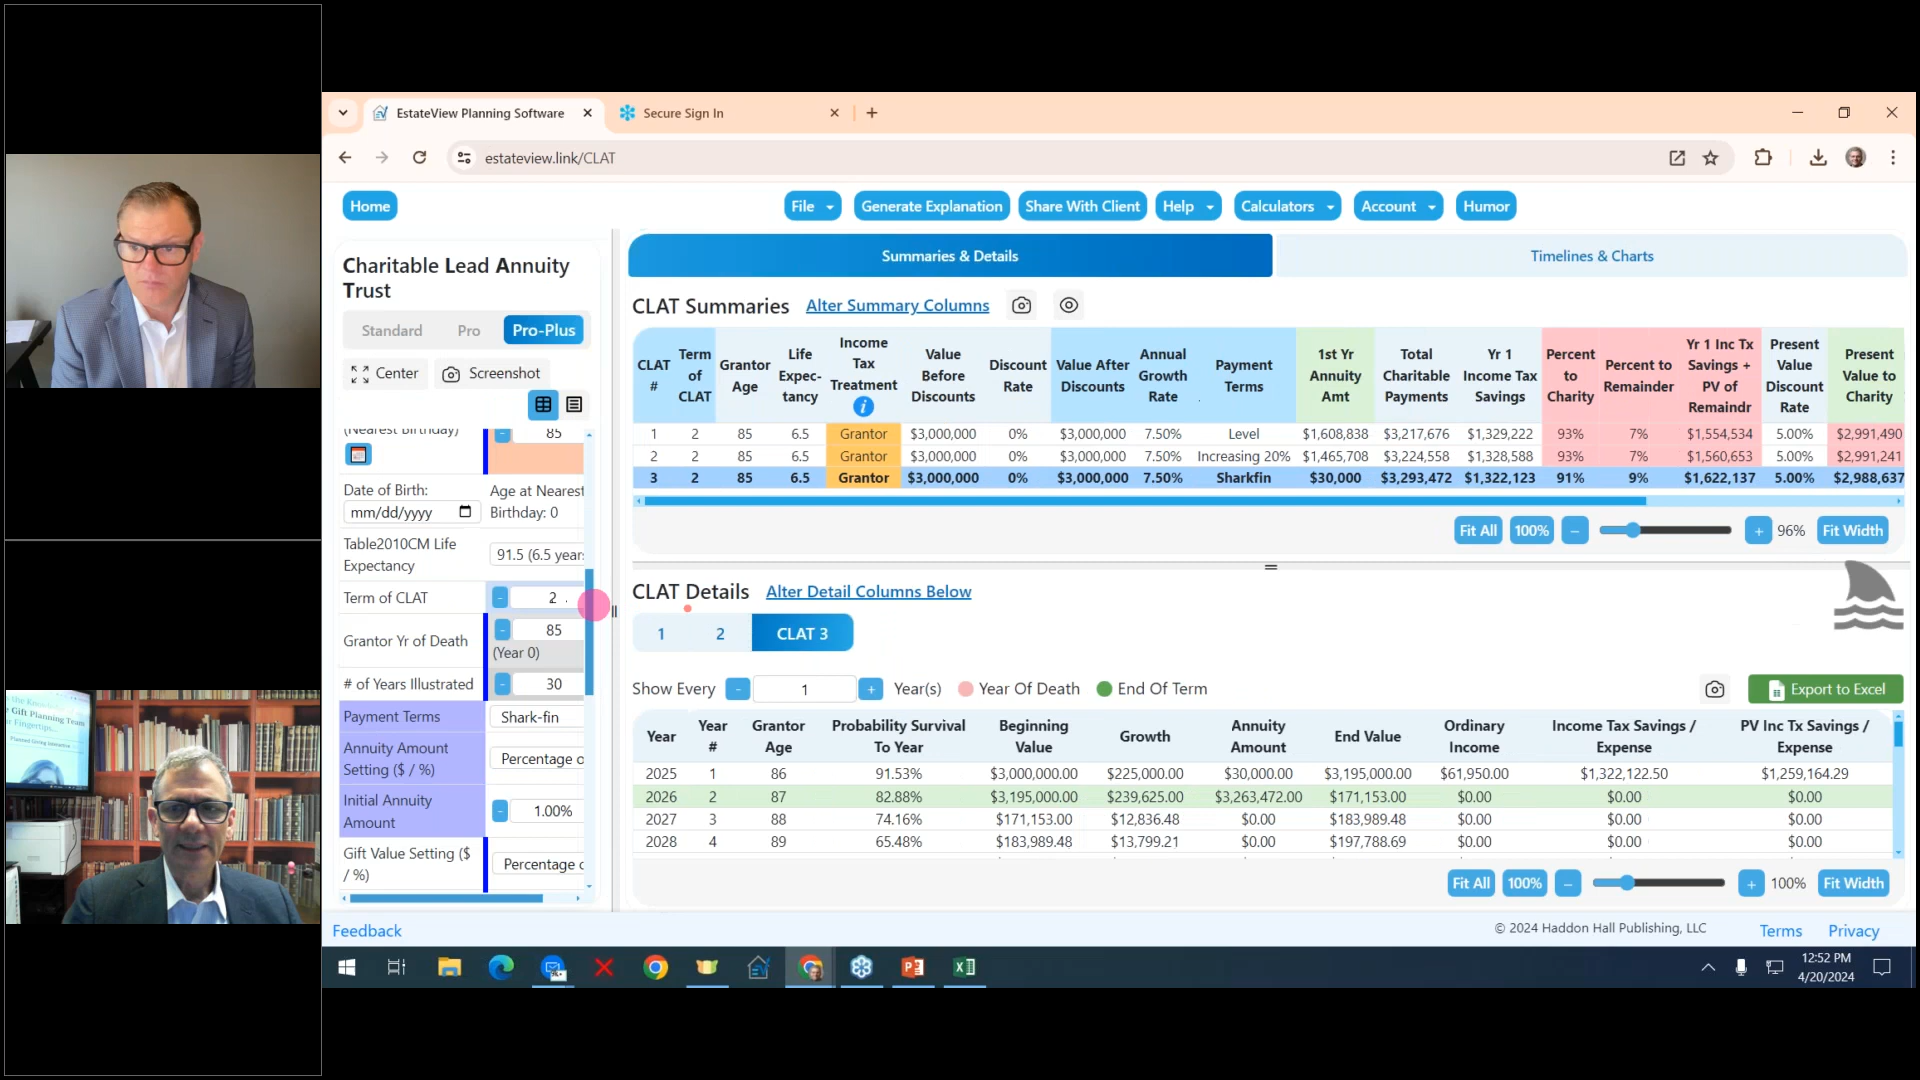 EstateView Planning Software
Secure Sign In
estateview.link/CLAT
Home
File
Generate Explanation
Share With Client
Help
Calculators
Account
Humor
Charitable Lead Annuity
Trust
Standard
Pro
Pro-Plus
Center
Screenshot
(Nearest Birthday)
85
Date of Birth:
mm/dd/yyyy
Age at Nearest
Birthday: 0
Table2010CM Life
Expectancy
91.5 (6.5 years
Term of CLAT
- 2
Grantor Yr of Death
- 85
(Year 0)
# of Years Illustrated
- 30
Payment Terms
Shark-fin
Annuity Amount
Setting ($ / %)
Percentage o
Initial Annuity
Amount
- 1.00%
Gift Value Setting ($
/ %)
Percentage o
Summaries & Details
Timelines & Charts
CLAT Summaries
Alter Summary Columns
CLAT
#
Term
of
CLAT
Grantor
Age
Life
Expec-
tancy
Income
Tax
Treatment
i
Value
Before
Discounts
Discount
Rate
Value After
Discounts
Annual
Growth
Rate
Payment
Terms
1st Yr
Annuity
Amt
Total
Charitable
Payments
Yr 1
Income Tax
Savings
Percent
to
Charity
Percent to
Remainder
Yr 1 Inc Tx
Savings +
PV of
Remaindr
Present
Value
Discount
Rate
Present
Value to
Charity
1 2 85 6.5 Grantor $3,000,000 0% $3,000,000 7.50% Level $1,608,838 $3,217,676 $1,329,222 93% 7% $1,554,534 5.00% $2,991,490
2 2 85 6.5 Grantor $3,000,000 0% $3,000,000 7.50% Increasing 20% $1,465,708 $3,224,558 $1,328,588 93% 7% $1,560,653 5.00% $2,991,241
3 2 85 6.5 Grantor $3,000,000 0% $3,000,000 7.50% Sharkfin $30,000 $3,293,472 $1,322,123 91% 9% $1,622,137 5.00% $2,988,637
Fit All
100%
-
+
96%
Fit Width
CLAT Details
Alter Detail Columns Below
1
2
CLAT 3
Show Every - 1 + Year(s)
Year Of Death
End Of Term
Export to Excel
Year
Year
#
Grantor
Age
Probability Survival
To Year
Beginning
Value
Growth
Annuity
Amount
End Value
Ordinary
Income
Income Tax Savings /
Expense
PV Inc Tx Savings /
Expense
2025 1 86 91.53% $3,000,000.00 $225,000.00 $30,000.00 $3,195,000.00 $61,950.00 $1,322,122.50 $1,259,164.29
2026 2 87 82.88% $3,195,000.00 $239,625.00 $3,263,472.00 $171,153.00 $0.00 $0.00 $0.00
2027 3 88 74.16% $171,153.00 $12,836.48 $0.00 $183,989.48 $0.00 $0.00 $0.00
2028 4 89 65.48% $183,989.48 $13,799.21 $0.00 $197,788.69 $0.00 $0.00 $0.00
Fit All
100%
-
+
100%
Fit Width
Feedback
© 2024 Haddon Hall Publishing, LLC
Terms
Privacy
12:52 PM
4/20/2024
Gift Planning Team